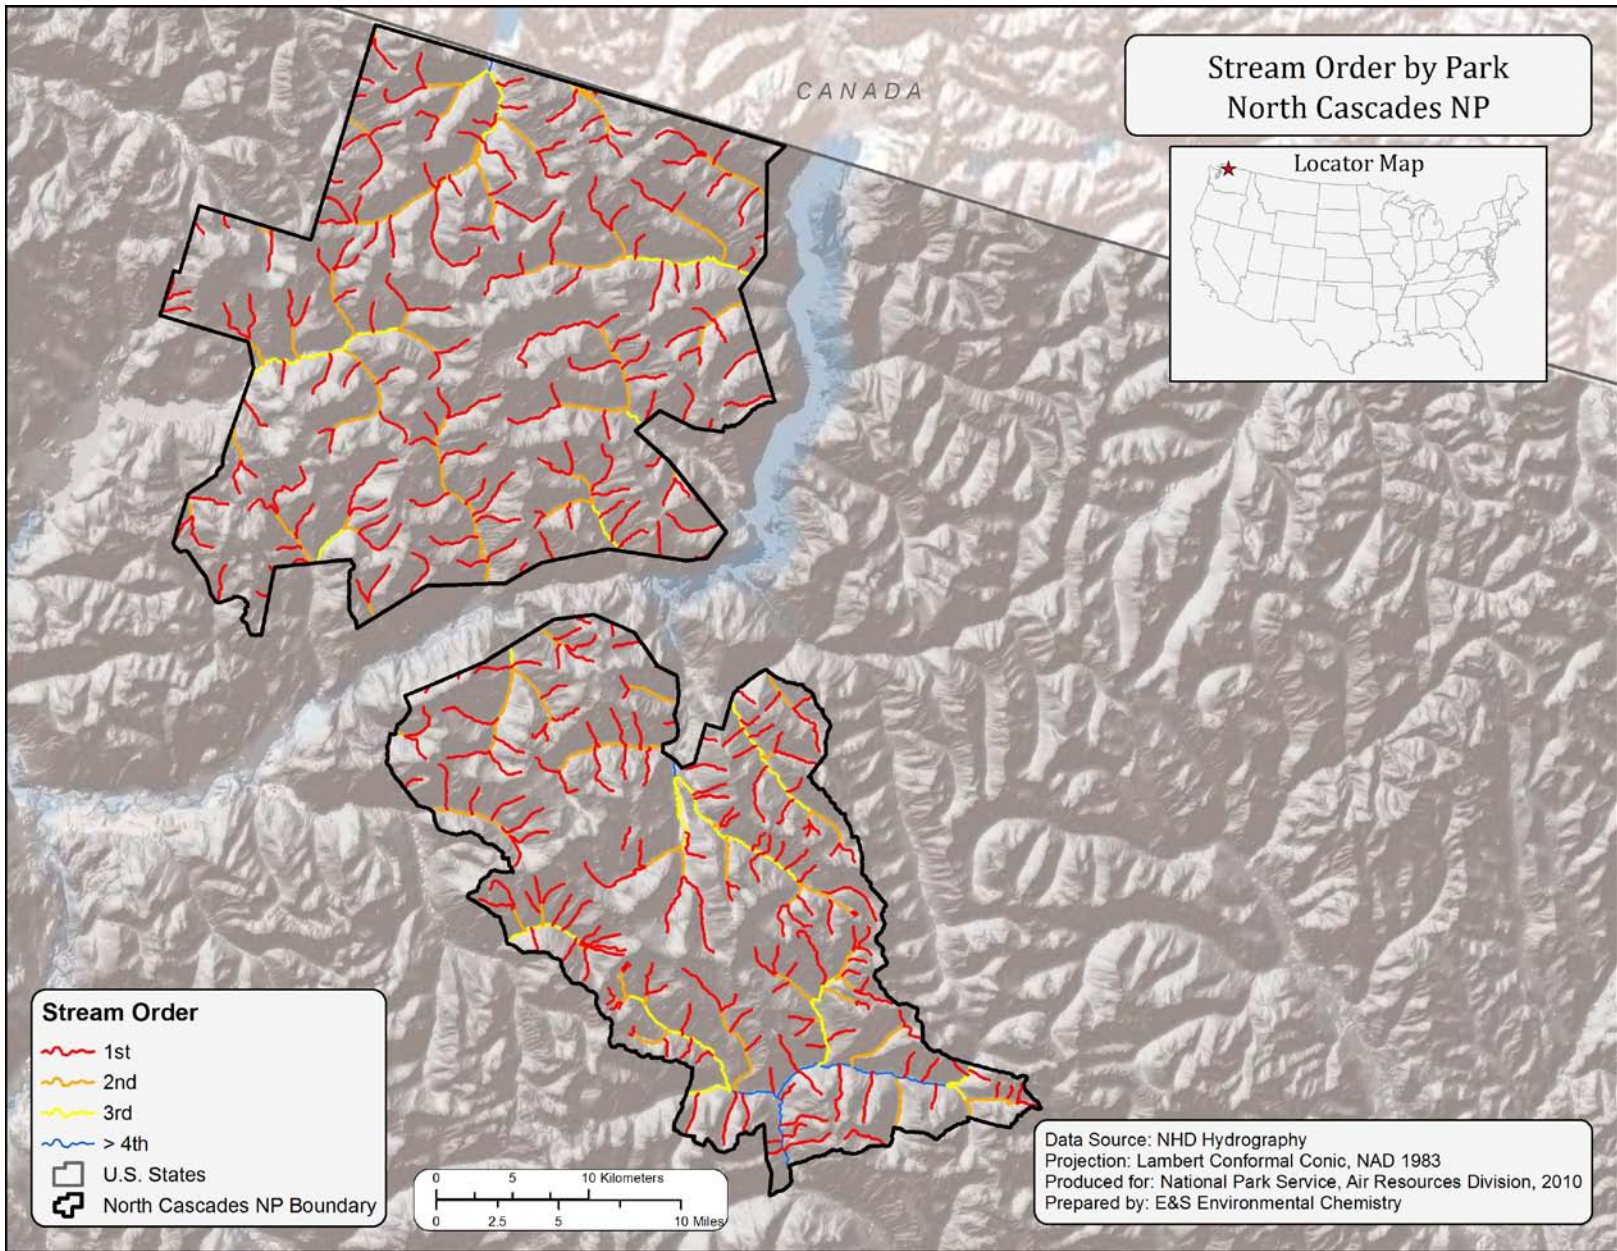 Stream Order by Park
North Cascades NP
CANADA
Locator Map
Stream Order
1st
2nd
3rd
> 4th
U.S. States
North Cascades NP Boundary
0 5 10 Kilometers
0 2.5 5 10 Miles
Data Source: NHD Hydrography
Projection: Lambert Conformal Conic, NAD 1983
Produced for: National Park Service, Air Resources Division, 2010
Prepared by: E&S Environmental Chemistry